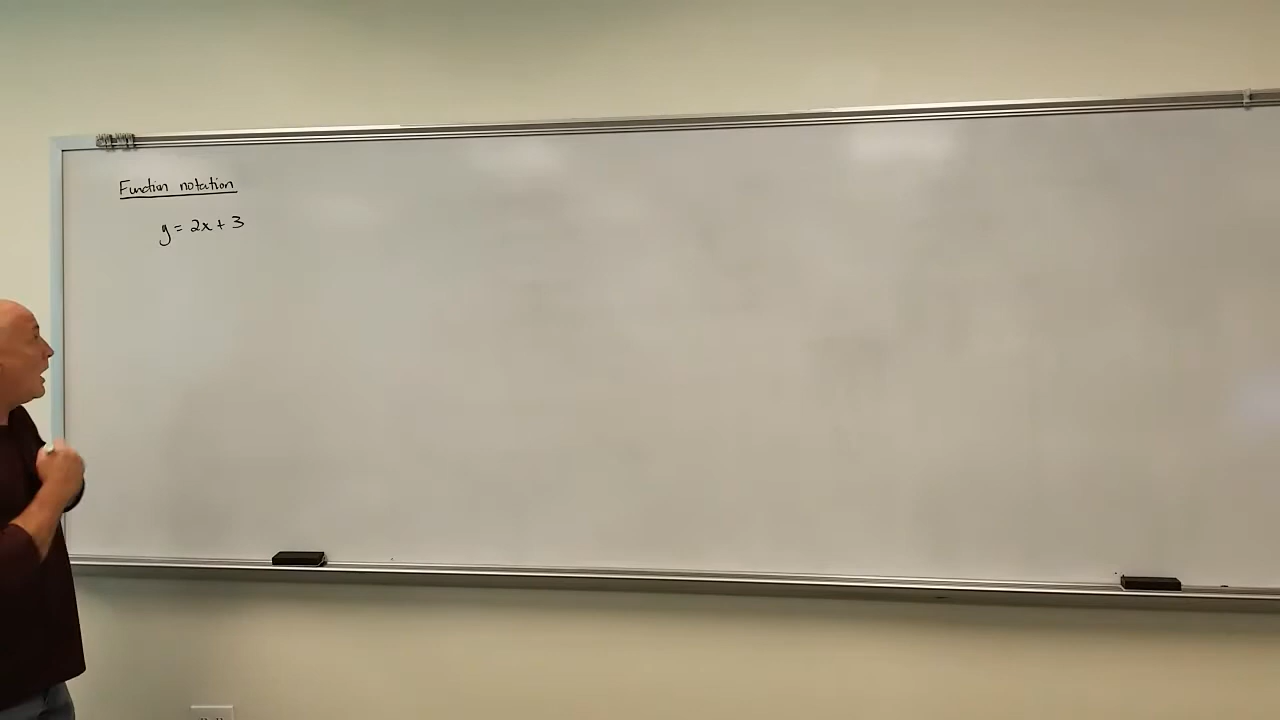 Function notation
y = 2x + 3